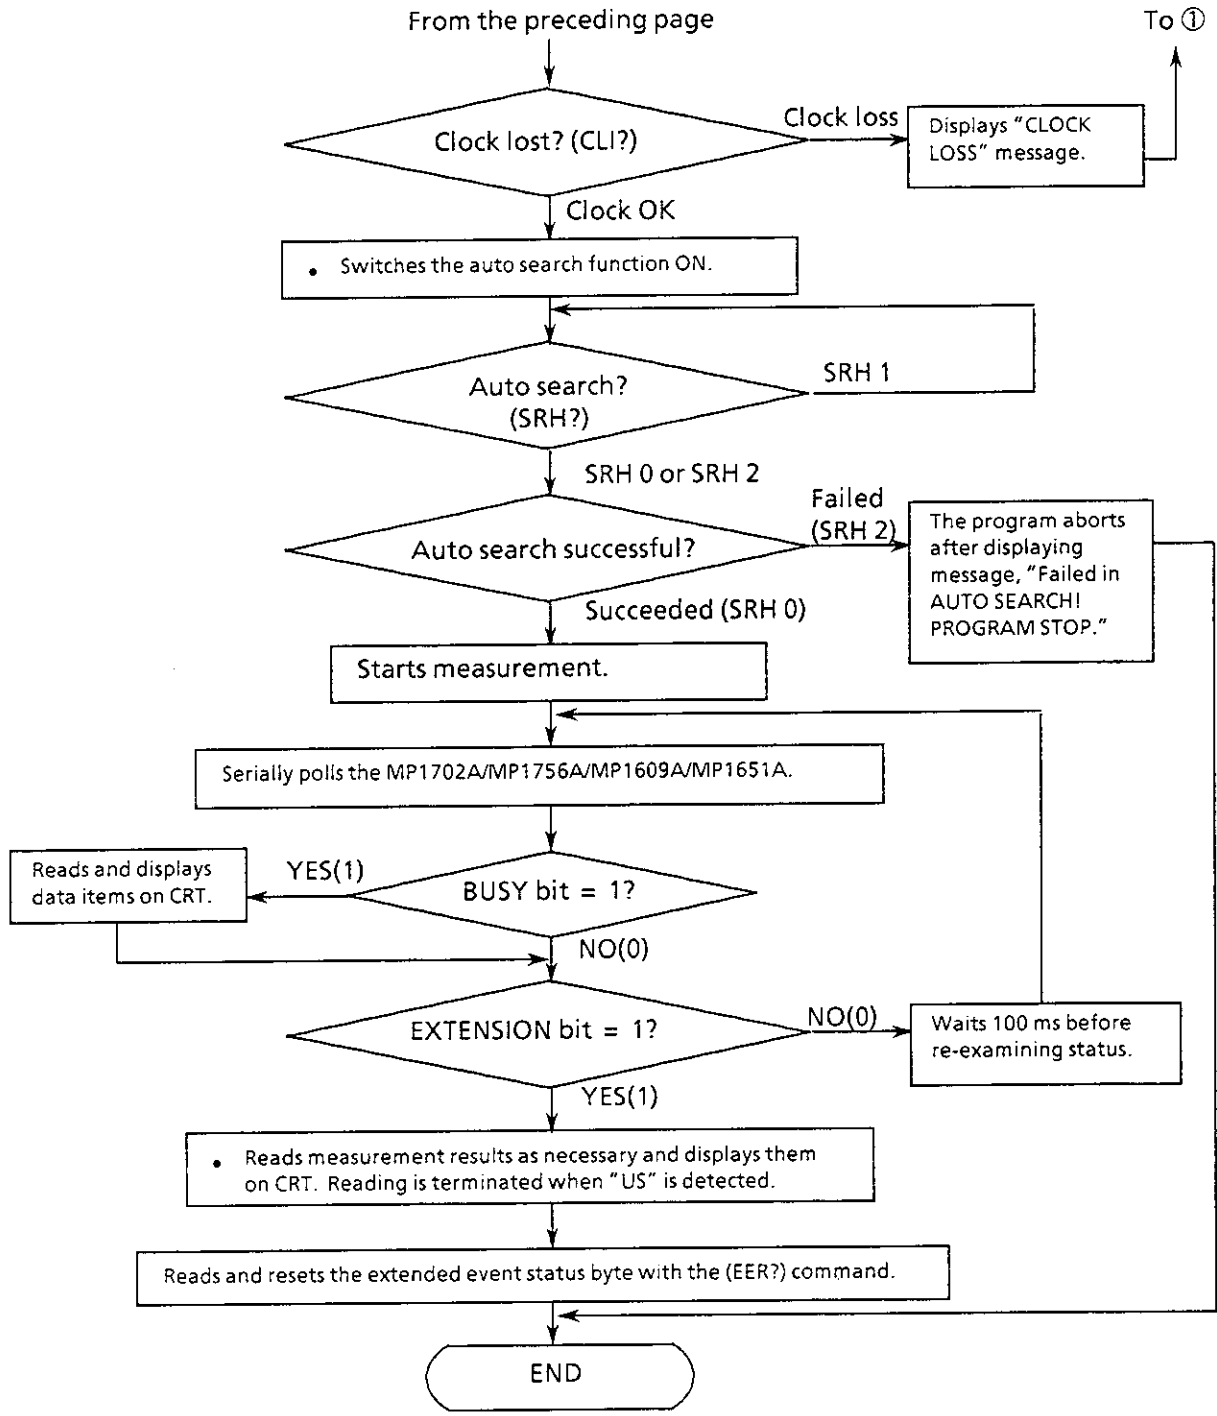 From the preceding page
To ①
Clock lost? (CLI?)
Clock loss
Displays "CLOCK
LOSS" message.
Clock OK
• Switches the auto search function ON.
Auto search?
(SRH?)
SRH 1
SRH 0 or SRH 2
Auto search successful?
Failed
(SRH 2)
The program aborts
after displaying
message, "Failed in
AUTO SEARCH!
PROGRAM STOP."
Succeeded (SRH 0)
Starts measurement.
Serially polls the MP1702A/MP1756A/MP1609A/MP1651A.
Reads and displays
data items on CRT.
YES(1)
BUSY bit = 1?
NO(0)
EXTENSION bit = 1?
NO(0)
Waits 100 ms before
re-examining status.
YES(1)
• Reads measurement results as necessary and displays them
on CRT. Reading is terminated when "US" is detected.
Reads and resets the extended event status byte with the (EER?) command.
END